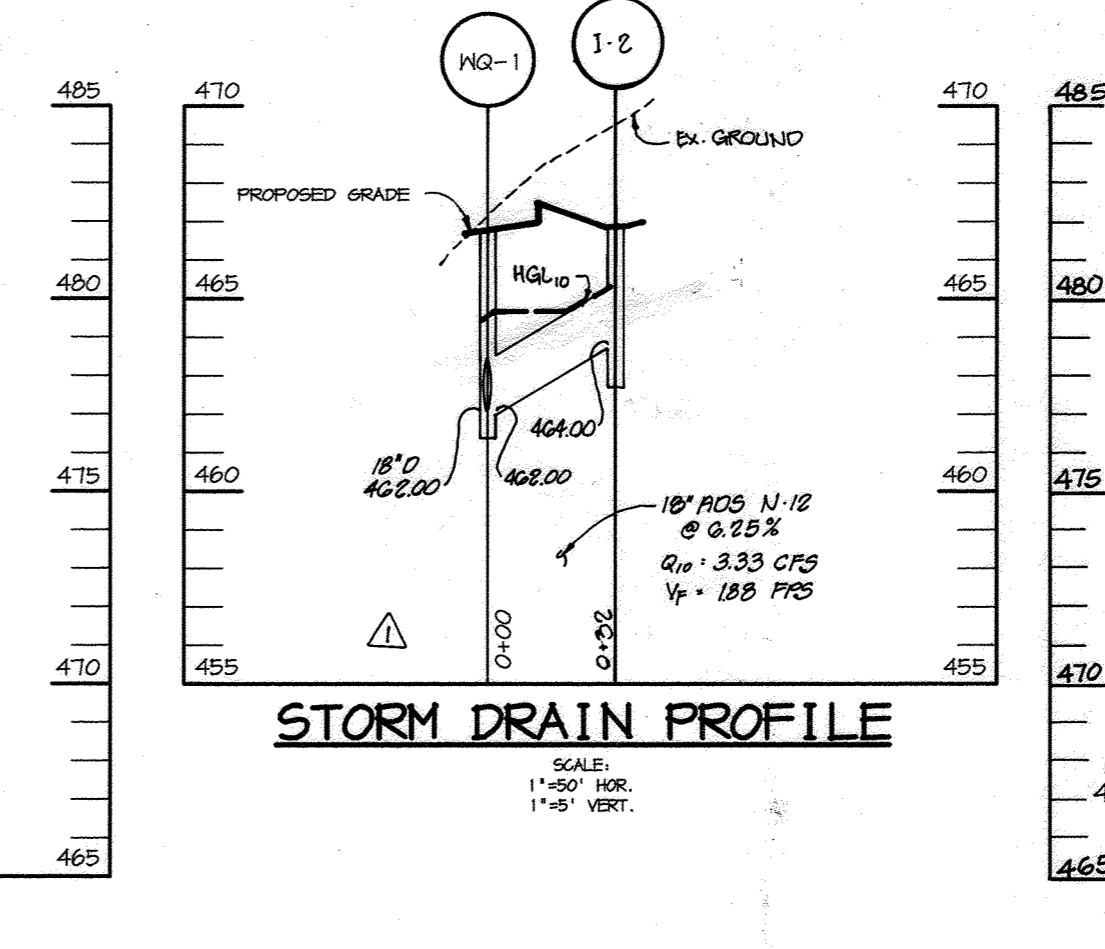 WQ-1
I-2
485
470
470
485
EX. GROUND
PROPOSED GRADE
HGL10
480
465
465
480
464.00
18"D
462.00
462.00
475
460
460
475
18" ADS N-12
@ 6.25%
Q10 = 3.33 CFS
VF = 1.88 FPS
1
0+00
0+32
470
455
455
470
STORM DRAIN PROFILE
SCALE:
1"=50' HOR.
1"=5' VERT.
4
465
465